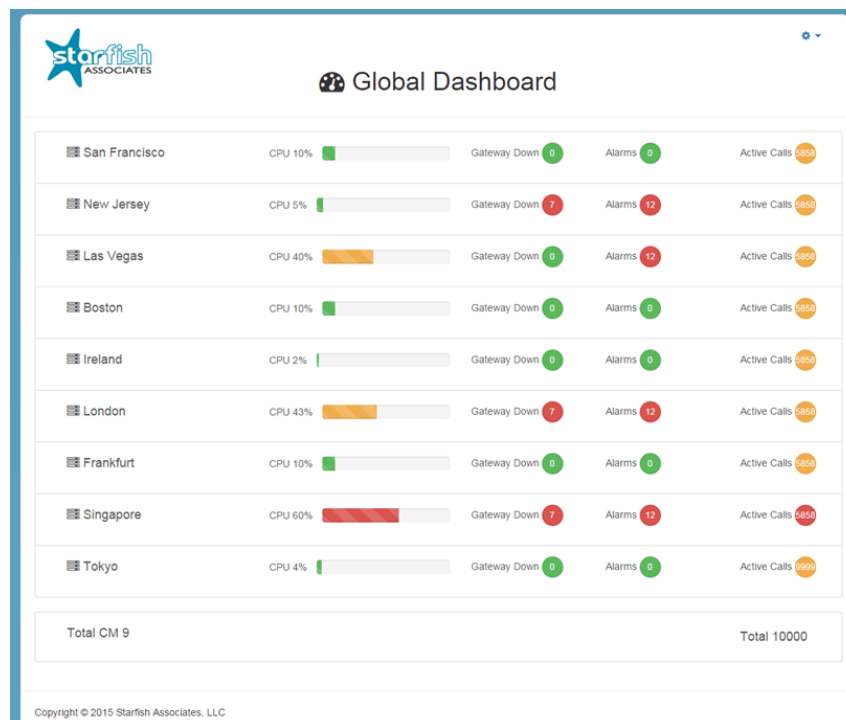 starfish
ASSOCIATES
Global Dashboard
San Francisco CPU 10% Gateway Down 0 Alarms 0 Active Calls 5858
New Jersey CPU 5% Gateway Down 7 Alarms 12 Active Calls 5858
Las Vegas CPU 40% Gateway Down 0 Alarms 12 Active Calls 5858
Boston CPU 10% Gateway Down 0 Alarms 0 Active Calls 5858
Ireland CPU 2% Gateway Down 0 Alarms 0 Active Calls 5858
London CPU 43% Gateway Down 7 Alarms 12 Active Calls 5858
Frankfurt CPU 10% Gateway Down 0 Alarms 0 Active Calls 5858
Singapore CPU 60% Gateway Down 7 Alarms 12 Active Calls 5858
Tokyo CPU 4% Gateway Down 0 Alarms 0 Active Calls 9999
Total CM 9 Total 10000
Copyright © 2015 Starfish Associates, LLC